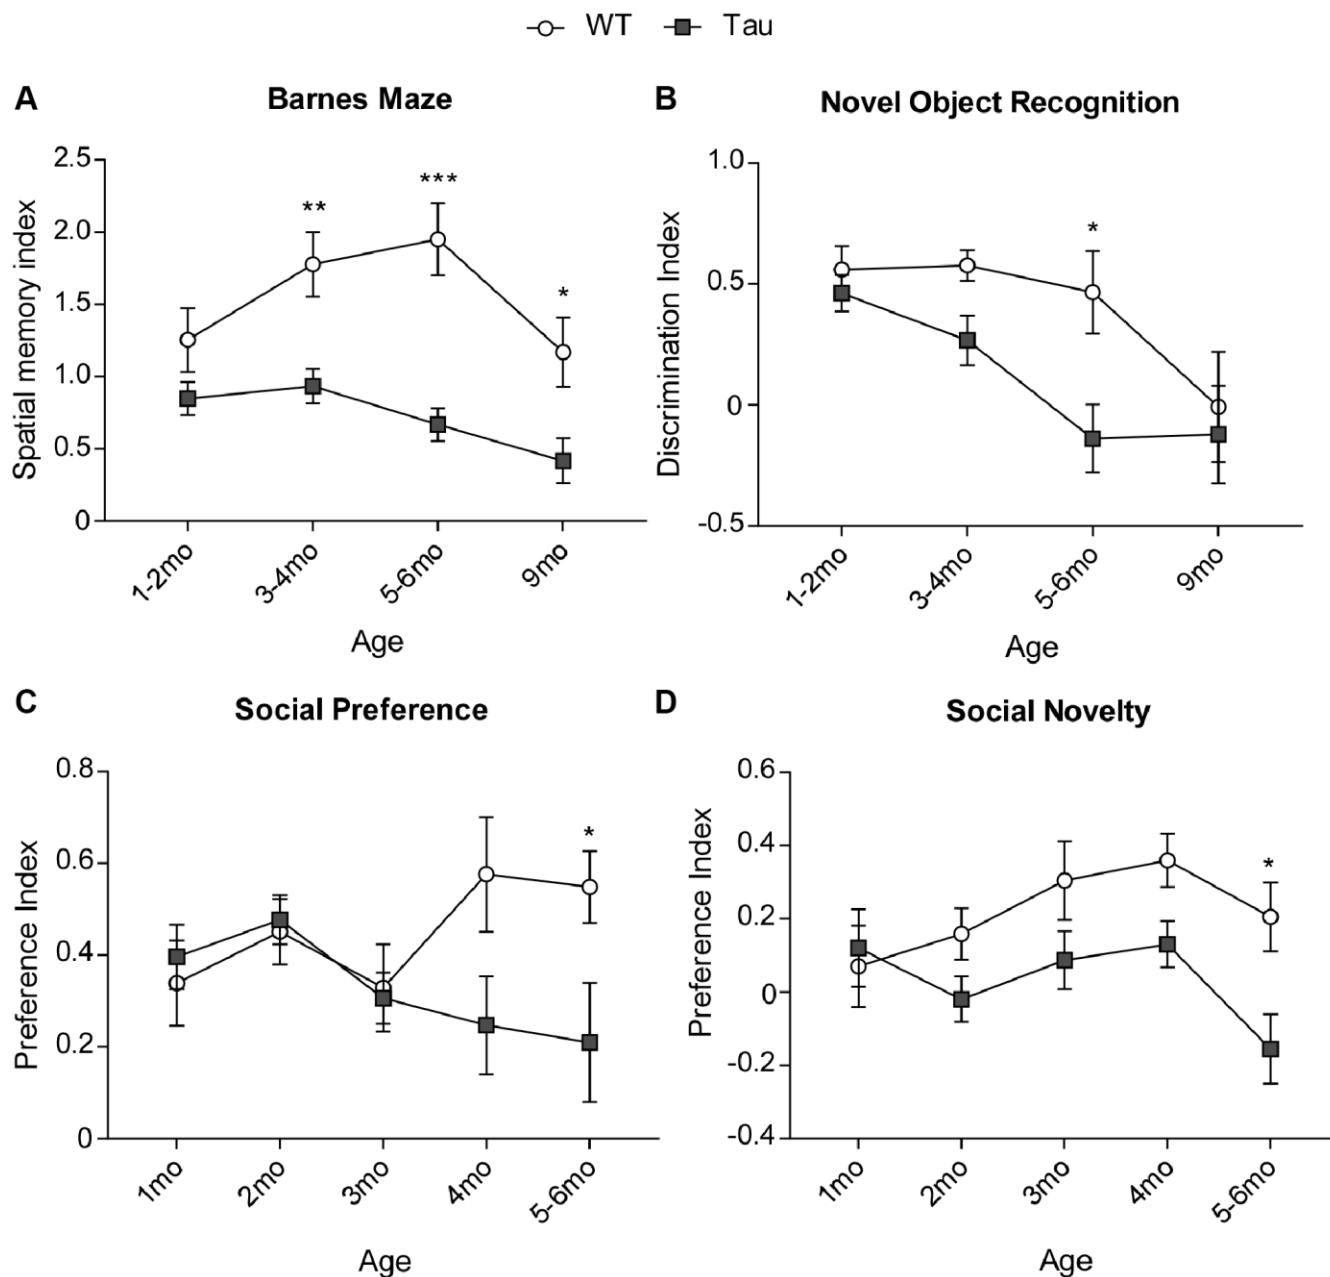 WT Tau
A Barnes Maze
Spatial memory index
2.5
2.0
1.5
1.0
0.5
0
**
***
*
1-2mo
3-4mo
5-6mo
9mo
Age
B Novel Object Recognition
Discrimination Index
1.0
0.5
0
-0.5
*
1-2mo
3-4mo
5-6mo
9mo
Age
C Social Preference
Preference Index
0.8
0.6
0.4
0.2
0
*
1mo
2mo
3mo
4mo
5-6mo
Age
D Social Novelty
Preference Index
0.6
0.4
0.2
0
-0.2
-0.4
*
1mo
2mo
3mo
4mo
5-6mo
Age